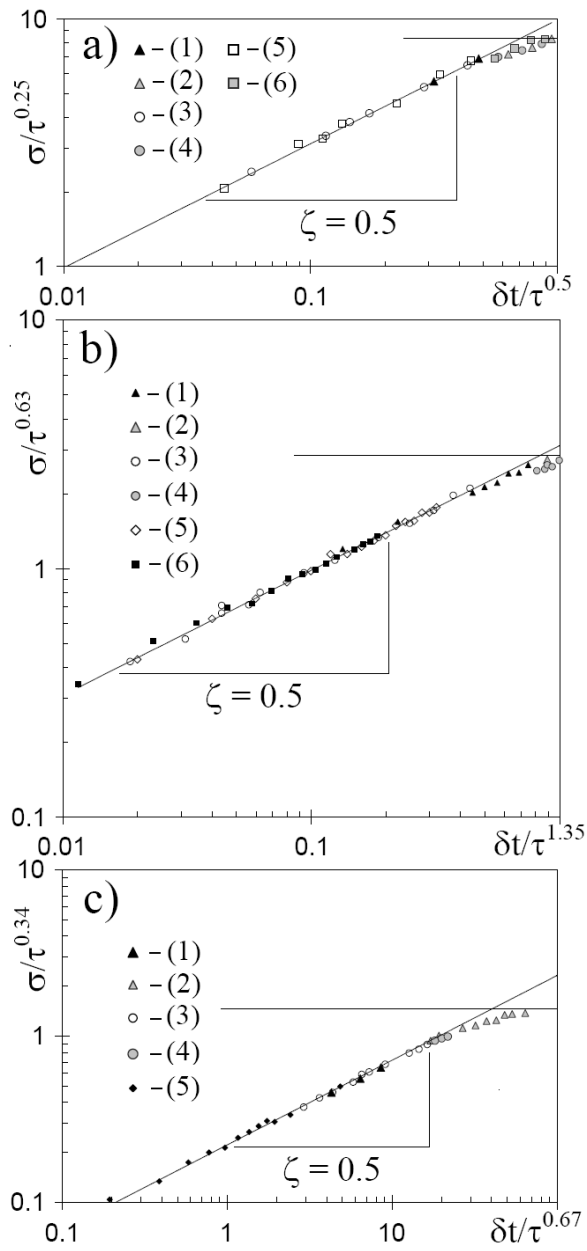 a)
10
1
σ/τ^0.25
▲ – (1)
▲ – (2)
○ – (3)
● – (4)
□ – (5)
■ – (6)
ζ = 0.5
0.01
0.1
1
δt/τ^0.5
b)
10
1
0.1
σ/τ^0.63
▲ – (1)
▲ – (2)
○ – (3)
● – (4)
◇ – (5)
■ – (6)
ζ = 0.5
0.01
0.1
δt/τ^1.35
c)
10
1
0.1
σ/τ^0.34
▲ – (1)
▲ – (2)
○ – (3)
● – (4)
◆ – (5)
ζ = 0.5
0.1
1
10
δt/τ^0.67